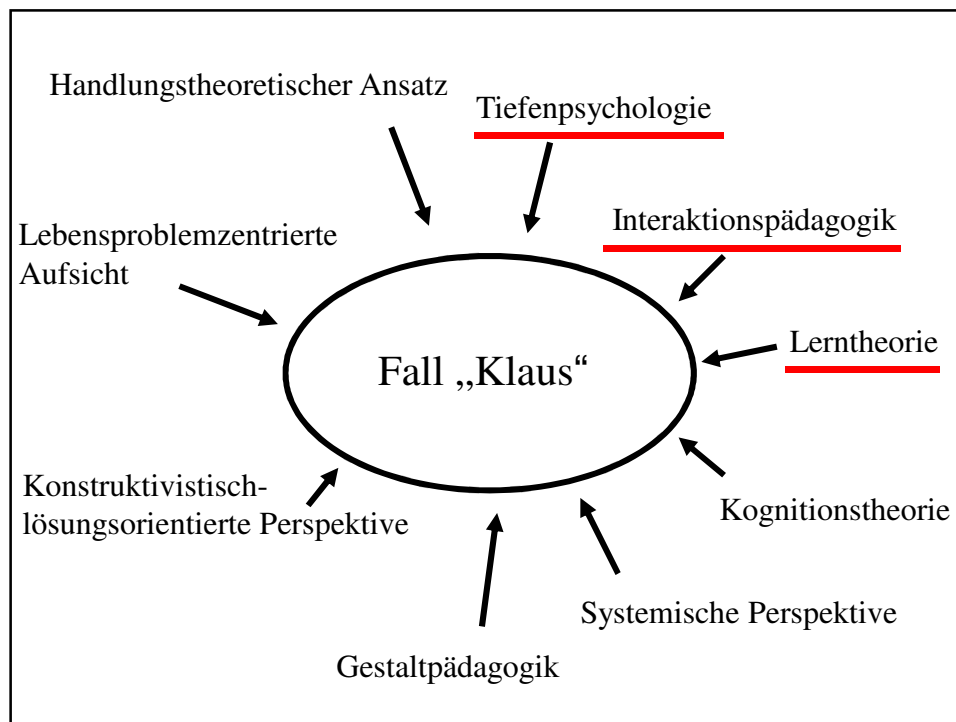 Handlungstheoretischer Ansatz
Tiefenpsychologie
Interaktionspädagogik
Lebensproblemzentrierte
Aufsicht
Lerntheorie
Fall „Klaus“
Konstruktivistisch-
lösungsorientierte Perspektive
Kognitionstheorie
Systemische Perspektive
Gestaltpädagogik